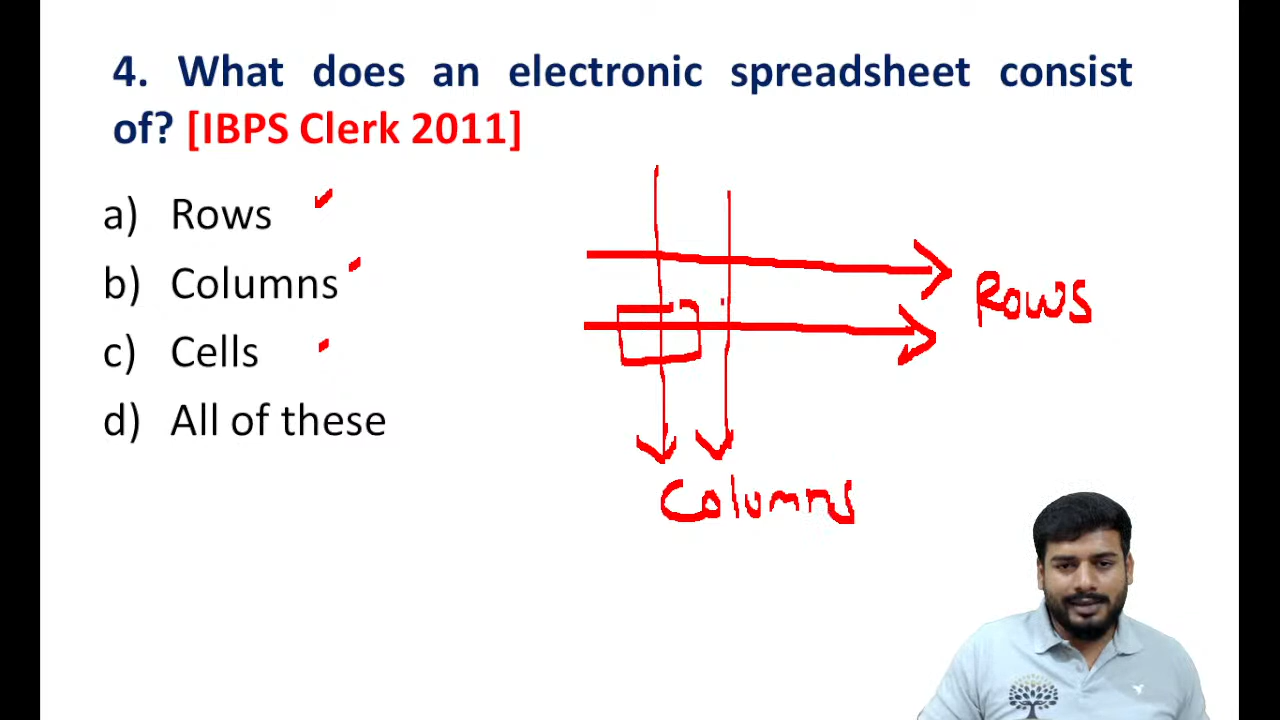 4. What does an electronic spreadsheet consist
of? [IBPS Clerk 2011]
a) Rows
b) Columns
c) Cells
d) All of these
Rows
Columns